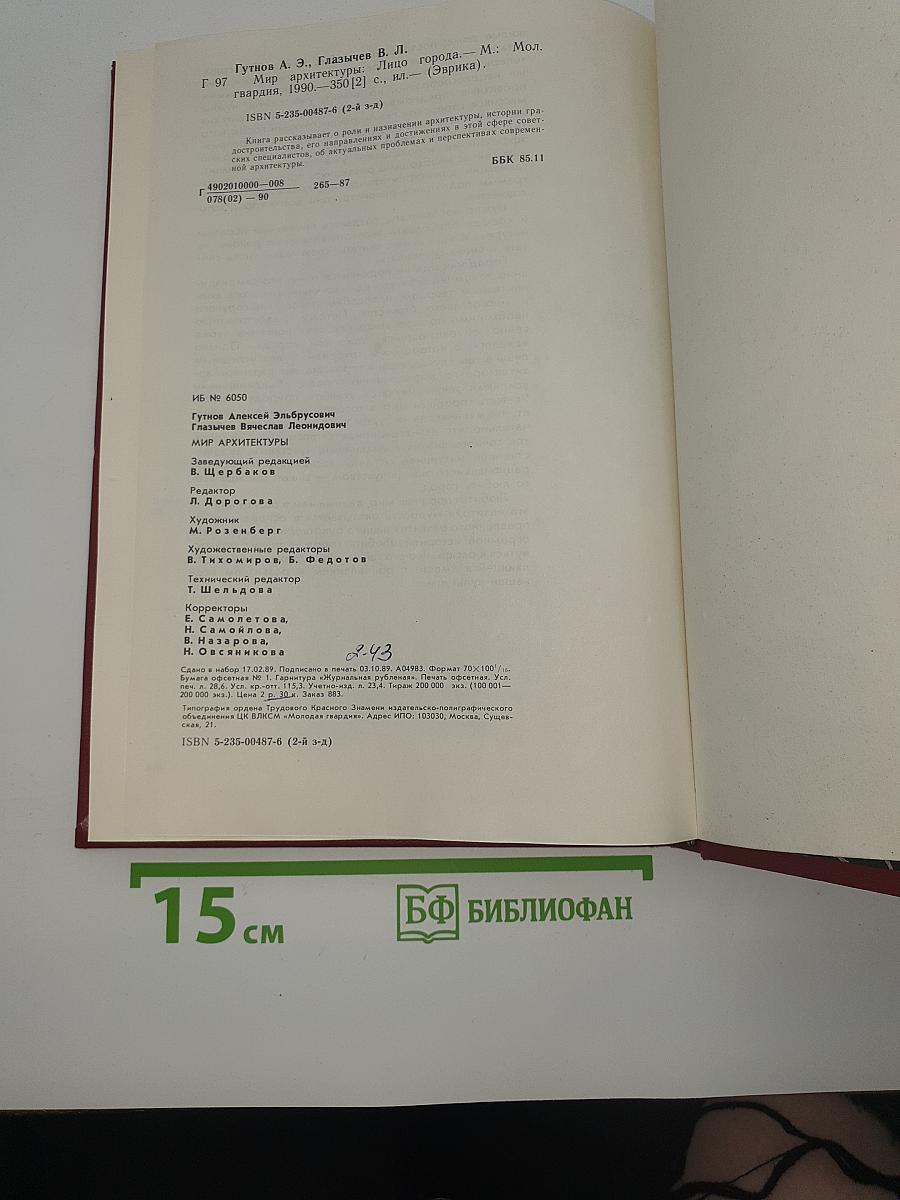 Гутнов А. Э., Глазычев В. Л.
Г 97 Мир архитектуры: Лицо города.— М.: Мол.
гвардия, 1990.—350[2] с., ил.— (Эврика).
ISBN 5-235-00487-6 (2-й з-д)
Книга рассказывает о роли и назначении архитектуры, истории гра-
достроительства, его направлениях и достижениях в этой сфере совет-
ских специалистов, об актуальных проблемах и перспективах современ-
ной архитектуры.
ББК 85.11
Г 4902010000—008 265—87
078(02) — 90
ИБ № 6050
Гутнов Алексей Эльбрусович
Глазычев Вячеслав Леонидович
МИР АРХИТЕКТУРЫ
Заведующий редакцией
В. Щербаков
Редактор
Л. Дорогова
Художник
М. Розенберг
Художественные редакторы
В. Тихомиров, Б. Федотов
Технический редактор
Т. Шельдова
Корректоры
Е. Самолетова,
Н. Самойлова,
В. Назарова,
Н. Овсяникова
2-43
Сдано в набор 17.02.89. Подписано в печать 03.10.89. А04983. Формат 70×100 1/16.
Бумага офсетная № 1. Гарнитура «Журнальная рубленая». Печать офсетная. Усл.
печ. л. 28,6. Усл. кр.-отт. 115,3. Учетно-изд. л. 23,4. Тираж 200 000 экз. (100 001—
200 000 экз.). Цена 2 р. 30 к. Заказ 883.
Типография ордена Трудового Красного Знамени издательско-полиграфического
объединения ЦК ВЛКСМ «Молодая гвардия». Адрес ИПО: 103030, Москва, Сущев-
ская, 21.
ISBN 5-235-00487-6 (2-й з-д)
15 см
БФ БИБЛИОФАН